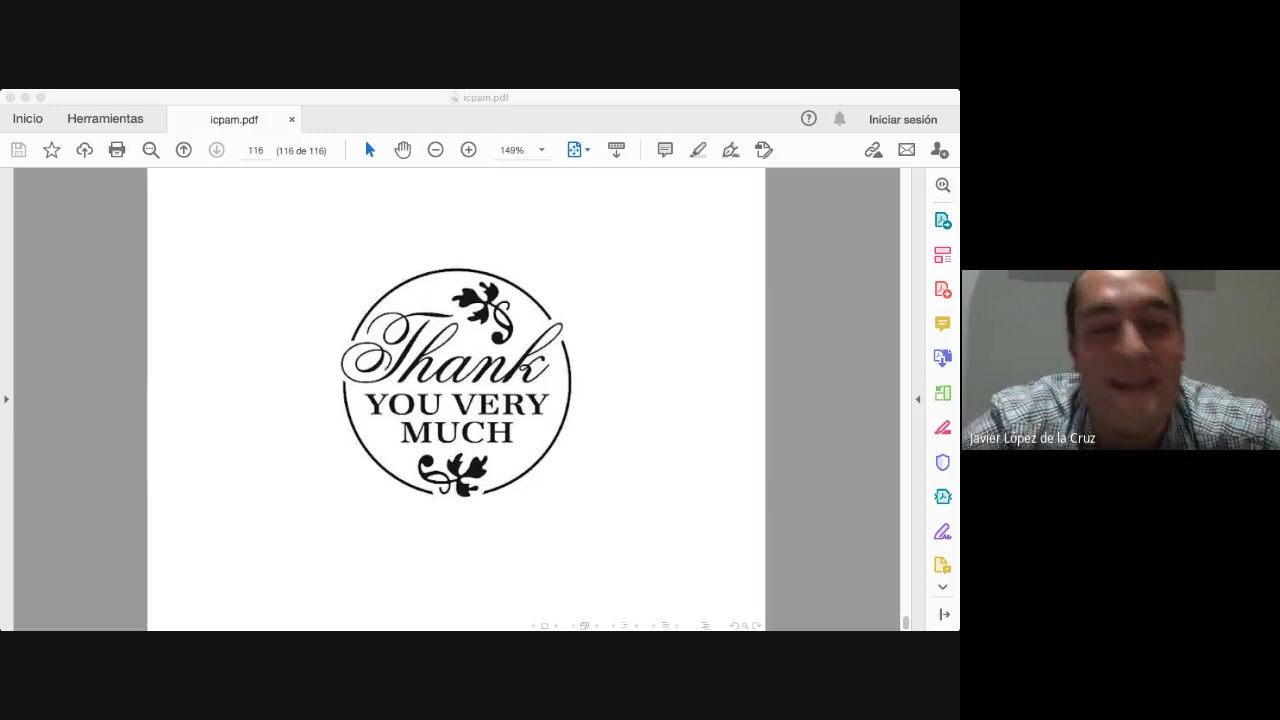 icpam.pdf
Inicio Herramientas icpam.pdf × Iniciar sesión
116 (116 de 116) 149%
Thank
YOU VERY
MUCH
Javier López de la Cruz